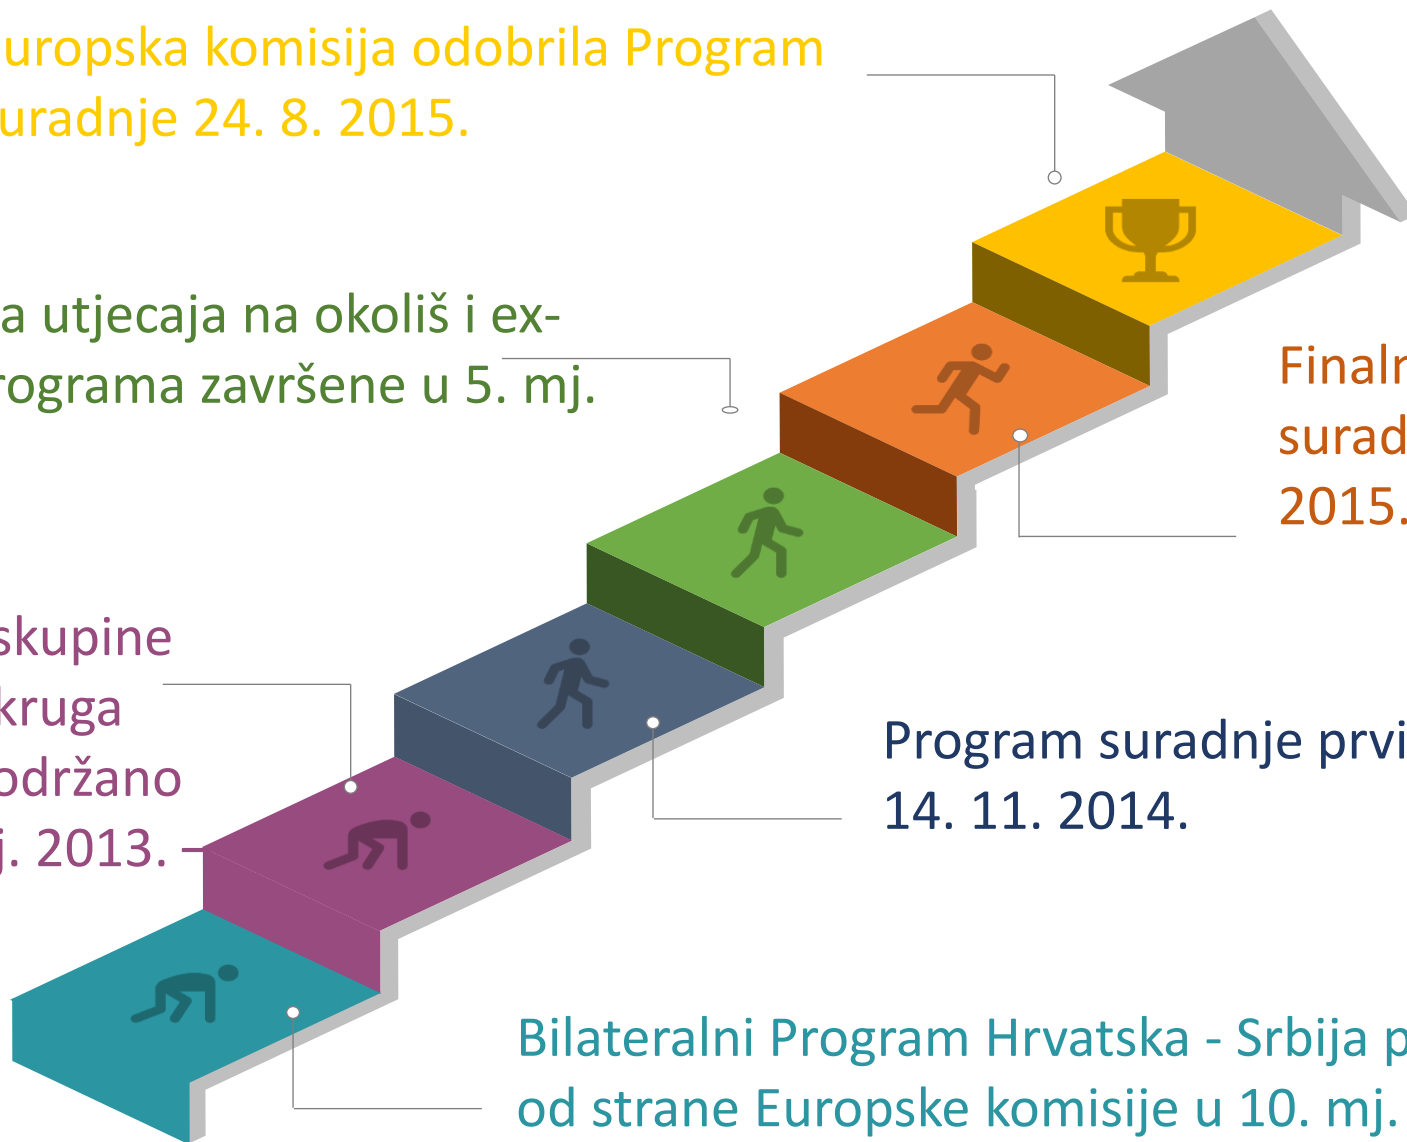 uropska komisija odobrila Program
uradnje 24. 8. 2015.
a utjecaja na okoliš i ex-
rograma završene u 5. mj.
Finaln
surad
2015.
skupine
kruga
održano
j. 2013. –
Program suradnje prvi
14. 11. 2014.
Bilateralni Program Hrvatska - Srbija p
od strane Europske komisije u 10. mj.